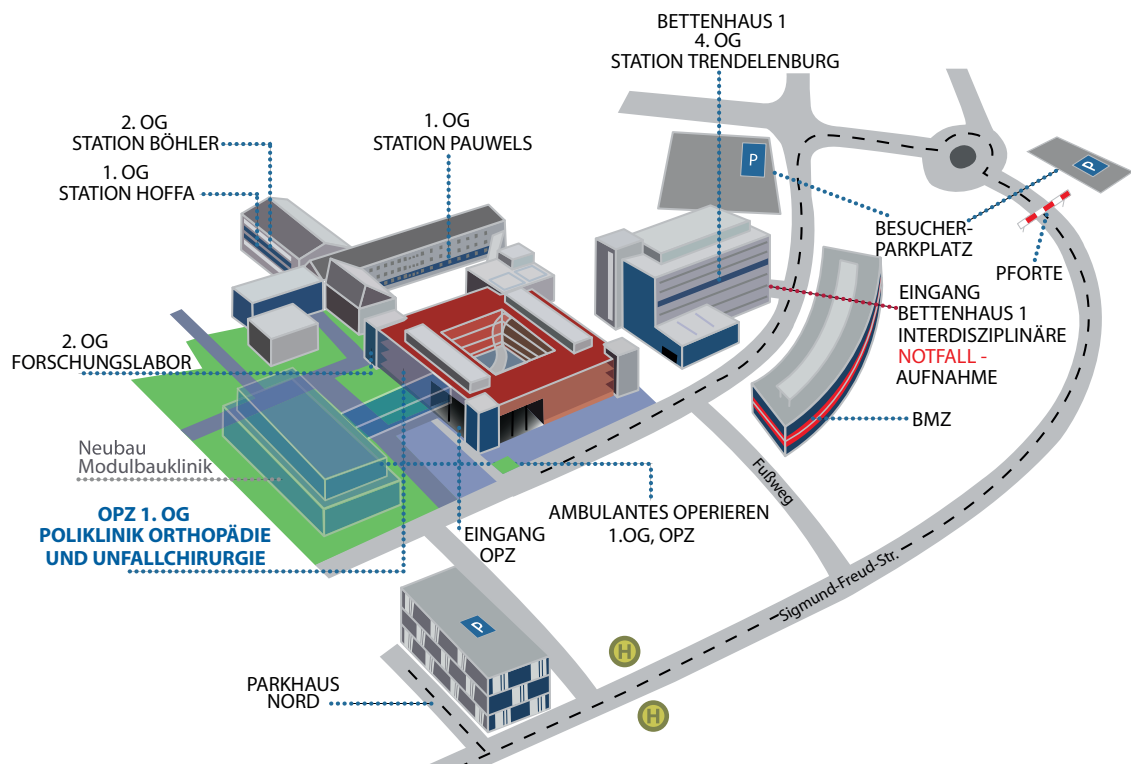 BETTENHAUS 1
4. OG
STATION TRENDELENBURG
2. OG
STATION BÖHLER
1. OG
STATION HOFFA
1. OG
STATION PAUWELS
P
P
BESUCHER-
PARKPLATZ
PFORTE
EINGANG
BETTENHAUS 1
INTERDISZIPLINÄRE
NOTFALL -
AUFNAHME
BMZ
2. OG
FORSCHUNGSLABOR
Neubau
Modulbauklinik
OPZ 1. OG
POLIKLINIK ORTHOPÄDIE
UND UNFALLCHIRURGIE
EINGANG
OPZ
AMBULANTES OPERIEREN
1.OG, OPZ
Fußweg
Sigmund-Freud-Str.
P
H
H
PARKHAUS
NORD